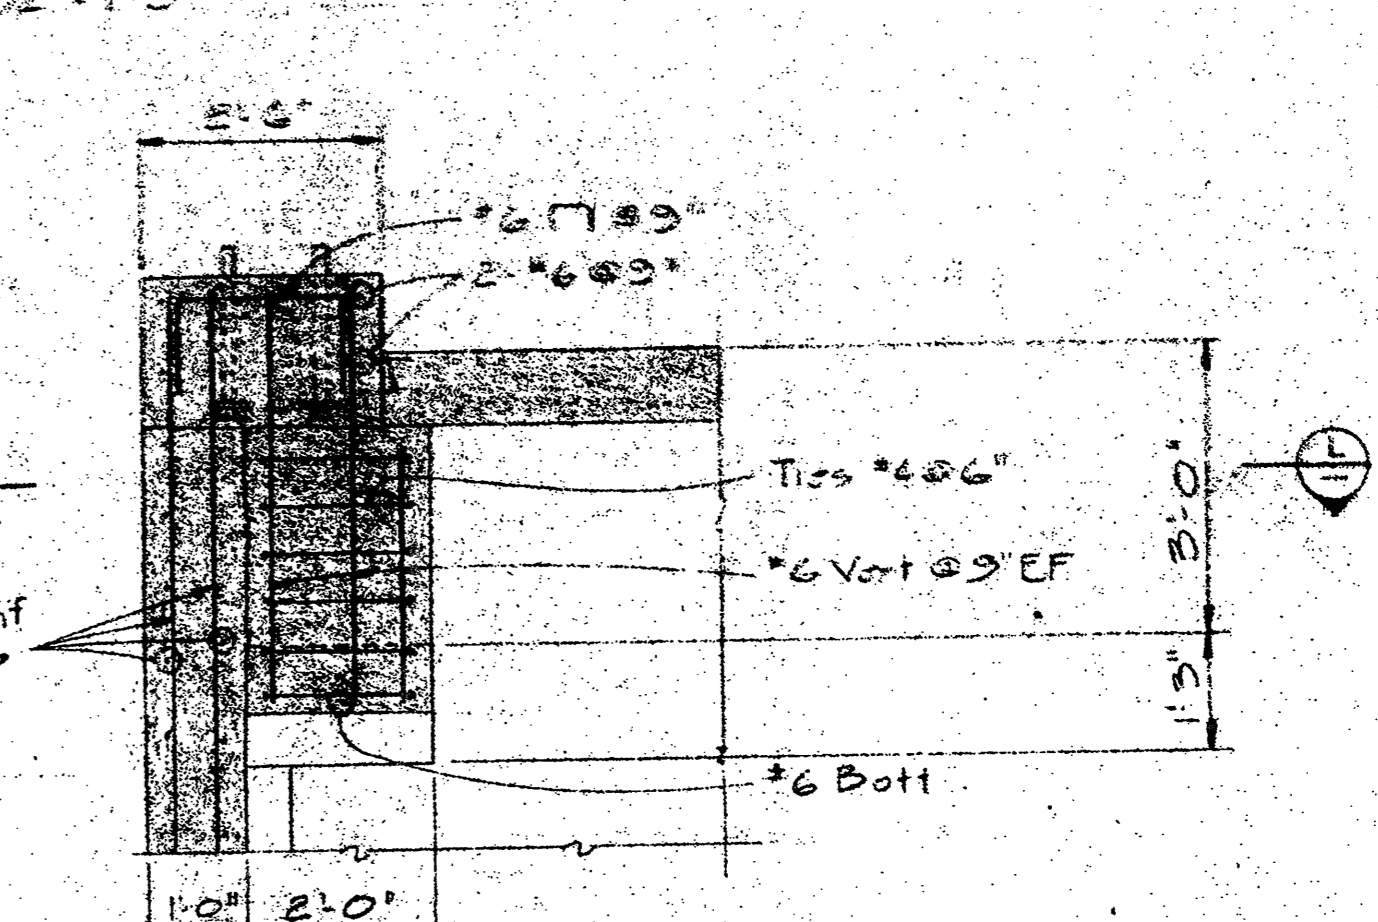 2'-6"
#6 ⊓ @9"
2-#6@9"
Ties #4@6"
3'-0"
#6 Vert @9"EF
1'-3"
#6 Bott
1'-0"
2'-0"